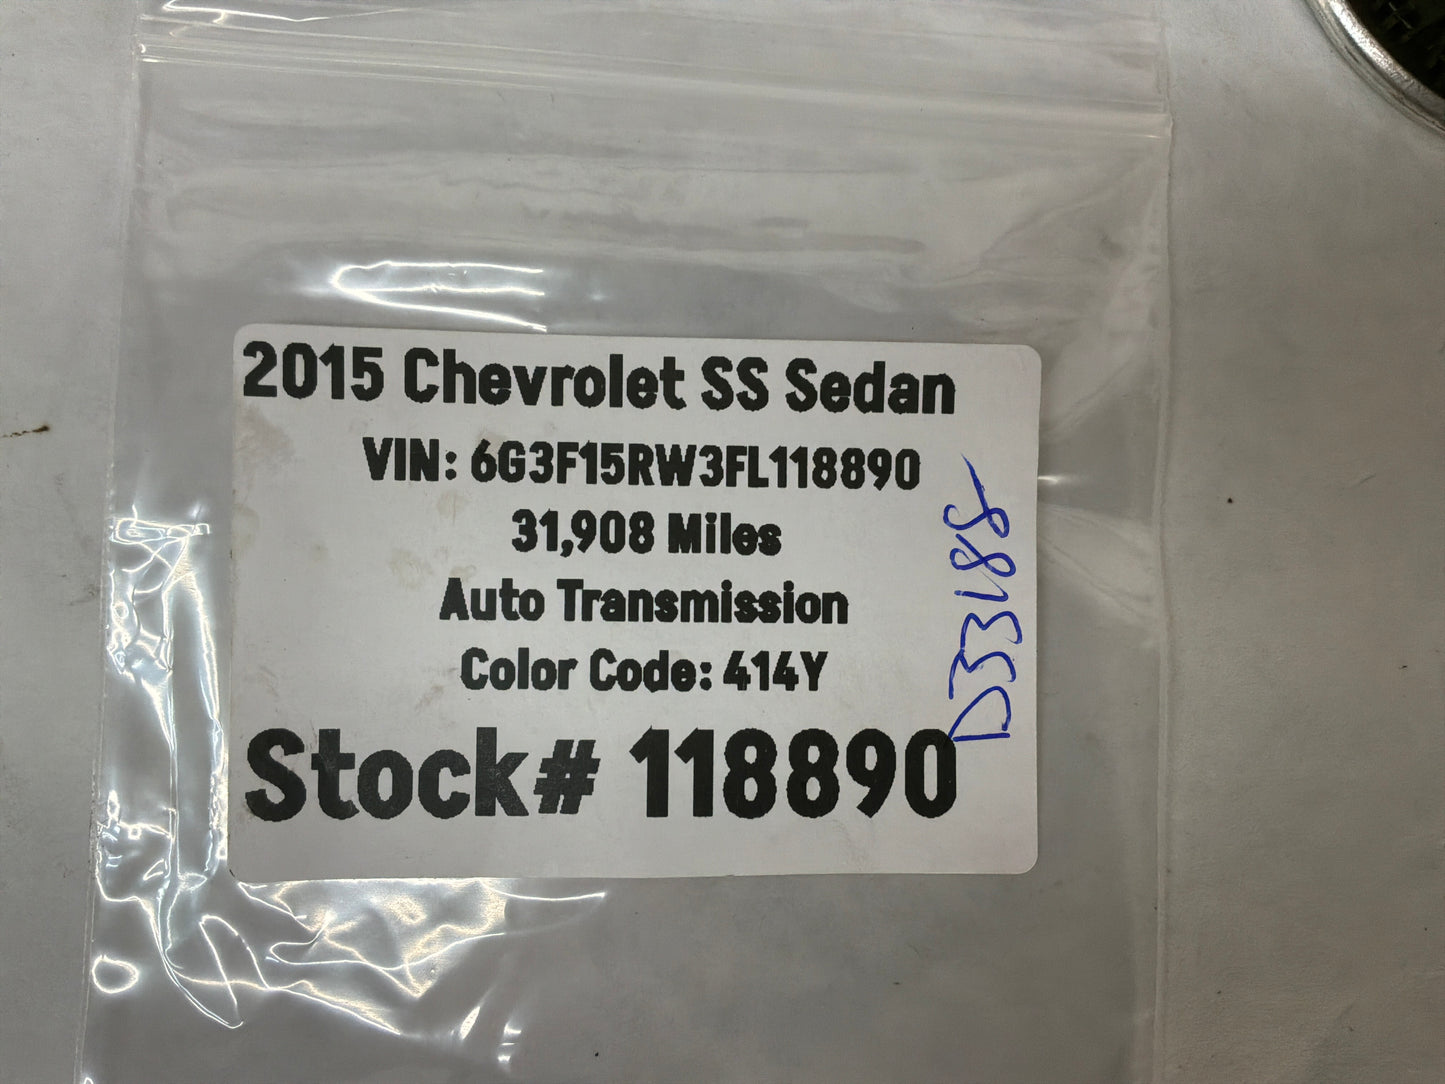 2015 Chevrolet SS Sedan
VIN: 6G3F15RW3FL118890
31,908 Miles
Auto Transmission
Color Code: 414Y
Stock# 118890
D33188